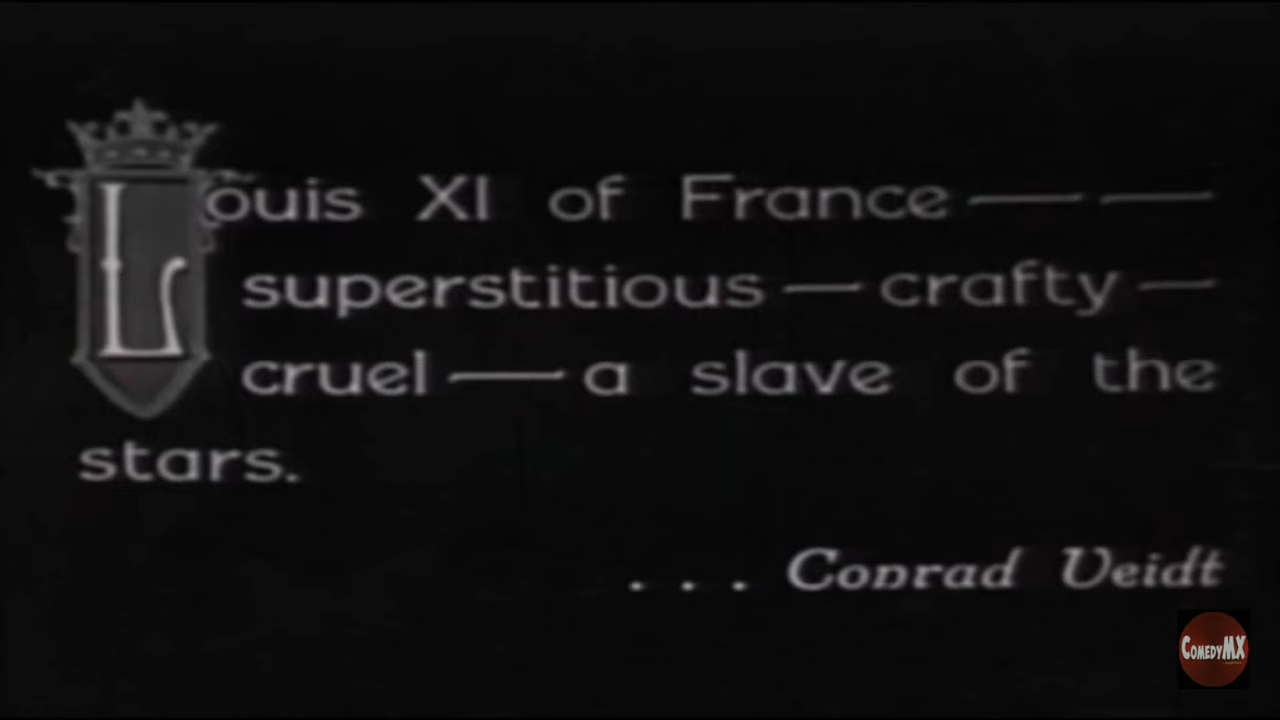 Louis XI of France — —
superstitious — crafty —
cruel — a slave of the
stars.
. . . Conrad Veidt
COMEDYMX